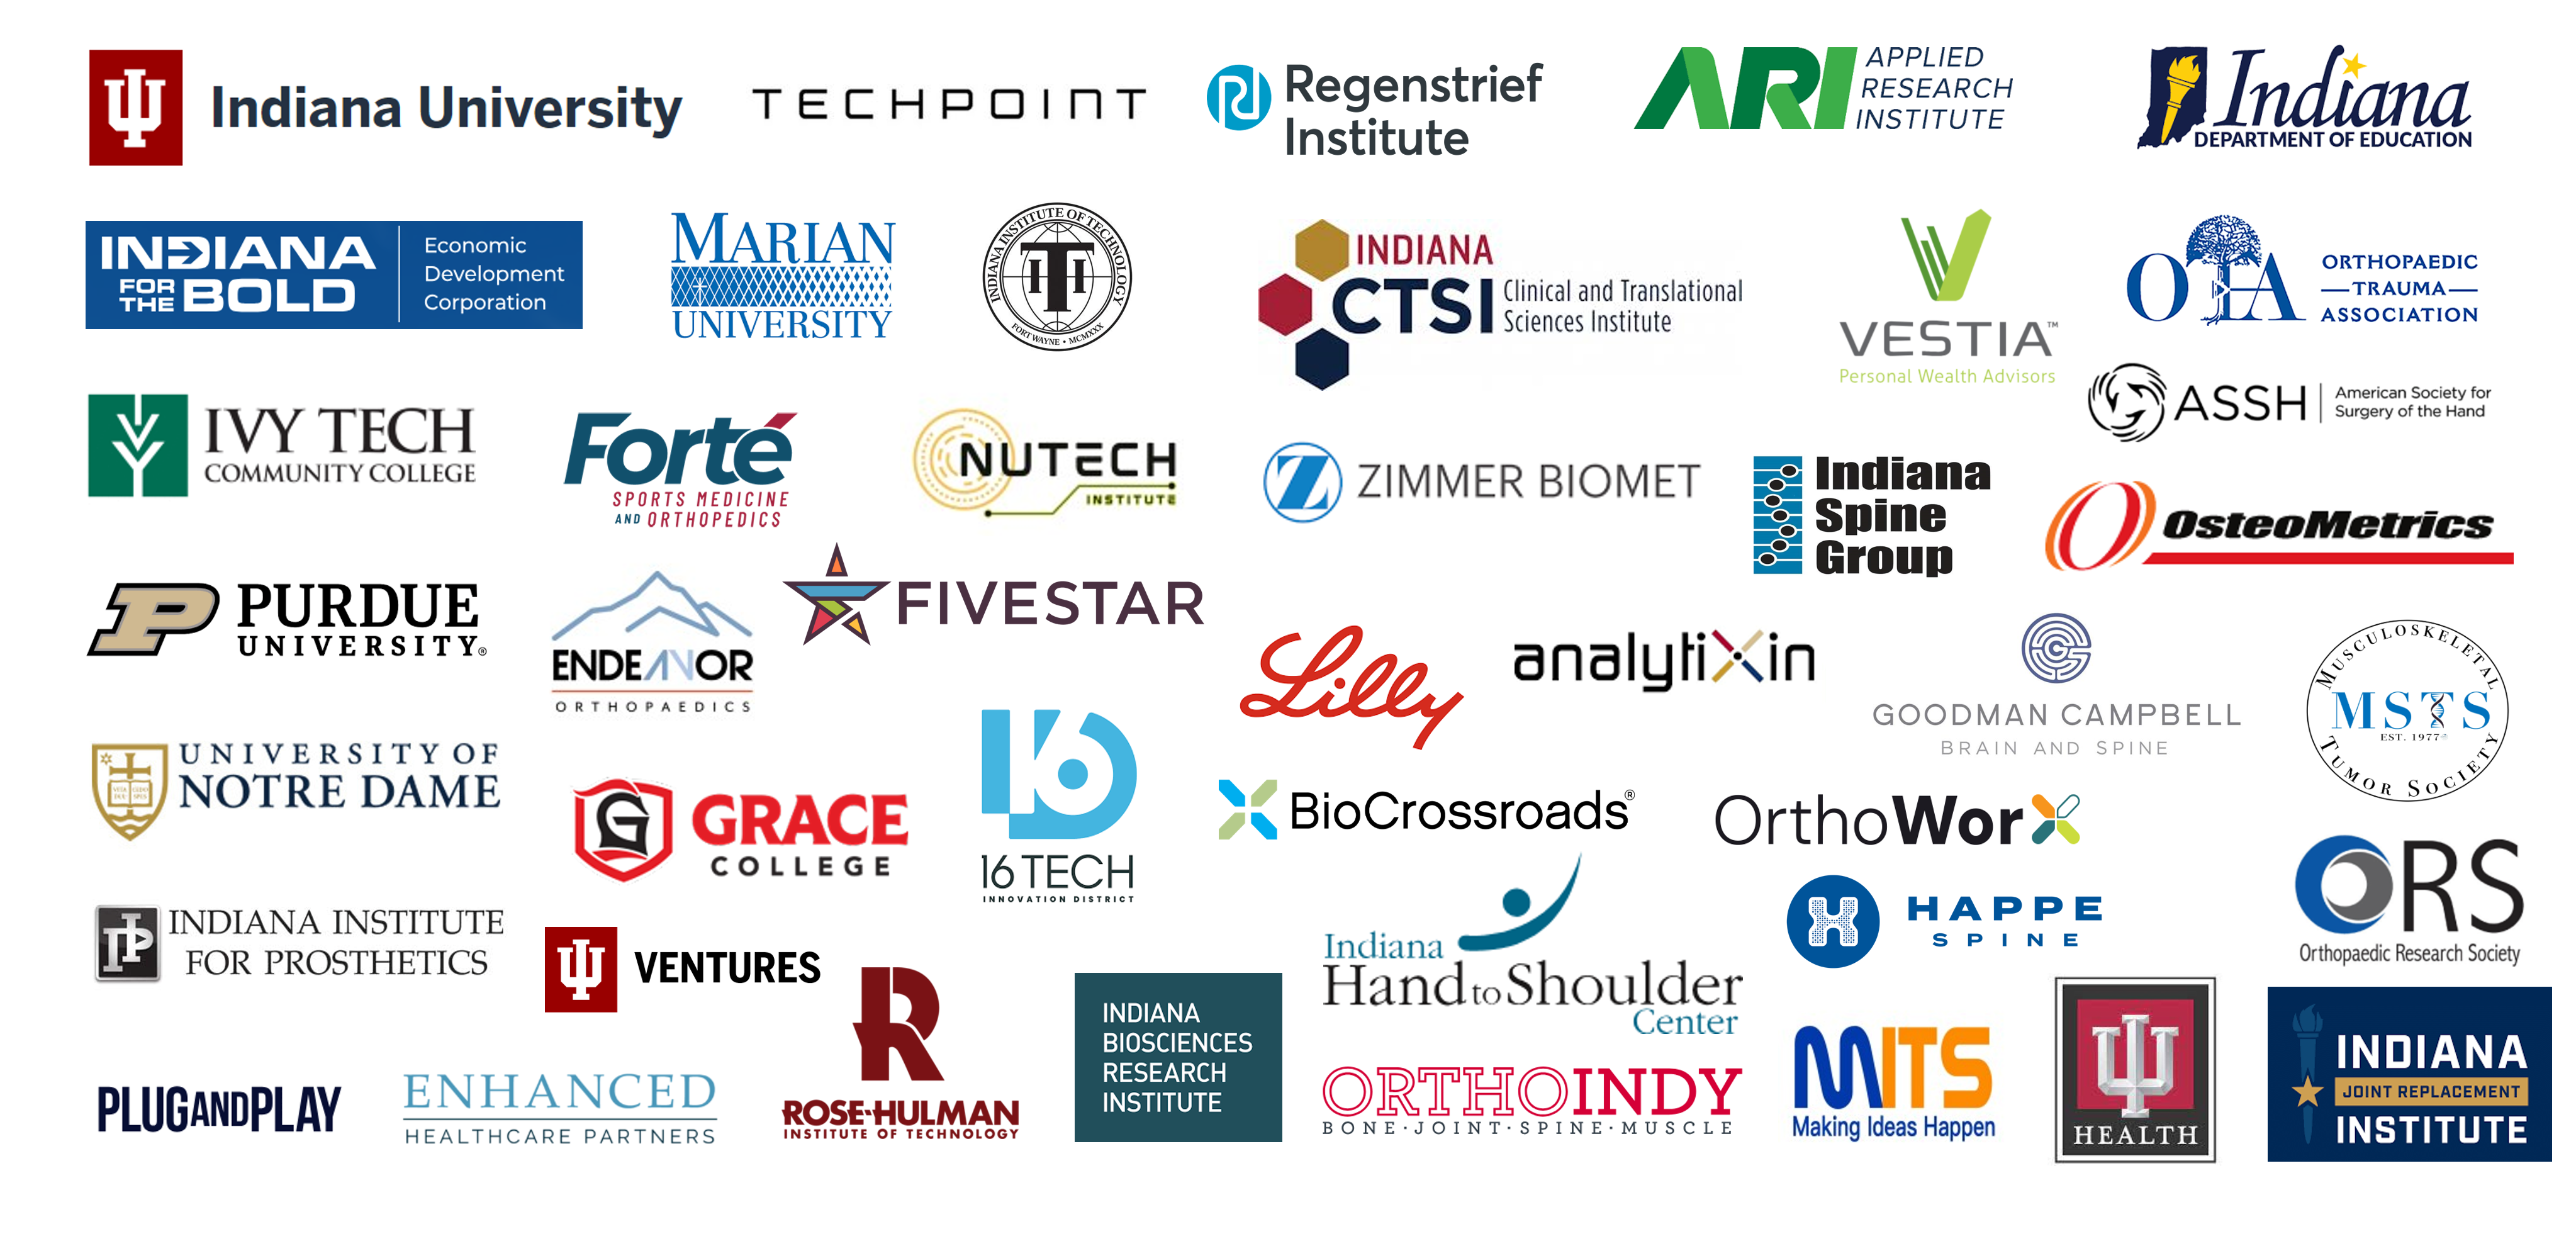 Indiana University
TECHPOINT
Regenstrief
Institute
ARI
APPLIED
RESEARCH
INSTITUTE
Indiana
DEPARTMENT OF EDUCATION
INDIANA
FOR THE BOLD
Economic
Development
Corporation
MARIAN
UNIVERSITY
INDIANA INSTITUTE OF TECHNOLOGY
FORT WAYNE • MCMXXX
INDIANA
CTSI
Clinical and Translational
Sciences Institute
VESTIA™
Personal Wealth Advisors
OTA
ORTHOPAEDIC
TRAUMA
ASSOCIATION
ASSH
American Society for
Surgery of the Hand
IVY TECH
COMMUNITY COLLEGE
Forté
SPORTS MEDICINE
AND ORTHOPEDICS
NUTECH
INSTITUTE
Z
ZIMMER BIOMET
Indiana
Spine
Group
OsteoMetrics
P
PURDUE
UNIVERSITY®
ENDEAVOR
ORTHOPAEDICS
FIVESTAR
Lilly
analytixin
GOODMAN CAMPBELL
BRAIN AND SPINE
MUSCULOSKELETAL
MSTS
EST. 1977
TUMOR SOCIETY
UNIVERSITY OF
NOTRE DAME
G
GRACE
COLLEGE
16
16 TECH
INNOVATION DISTRICT
BioCrossroads®
OrthoWorX
ORS
Orthopaedic Research Society
INDIANA INSTITUTE
FOR PROSTHETICS
VENTURES
R
ROSE-HULMAN
INSTITUTE OF TECHNOLOGY
INDIANA
BIOSCIENCES
RESEARCH
INSTITUTE
Indiana
Hand to Shoulder
Center
H
HAPPE
SPINE
PLUGANDPLAY
ENHANCED
HEALTHCARE PARTNERS
ORTHOINDY
BONE·JOINT·SPINE·MUSCLE
MITS
Making Ideas Happen
HEALTH
INDIANA
JOINT REPLACEMENT
INSTITUTE